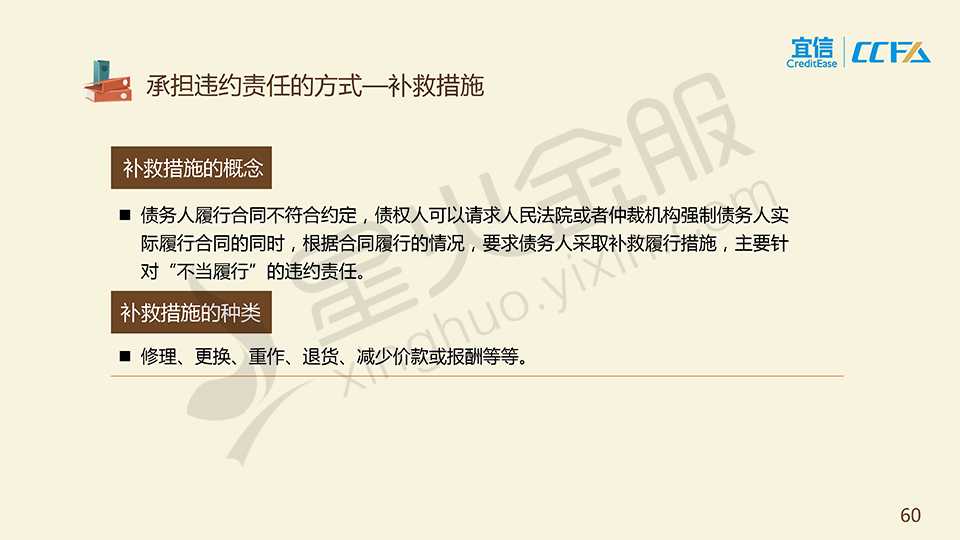 宜信
CreditEase
CCFA
承担违约责任的方式—补救措施
补救措施的概念
■ 债务人履行合同不符合约定，债权人可以请求人民法院或者仲裁机构强制债务人实
际履行合同的同时，根据合同履行的情况，要求债务人采取补救履行措施，主要针
对“不当履行”的违约责任。
补救措施的种类
■ 修理、更换、重作、退货、减少价款或报酬等等。
星火金服
xinghuo.yixin.com
60